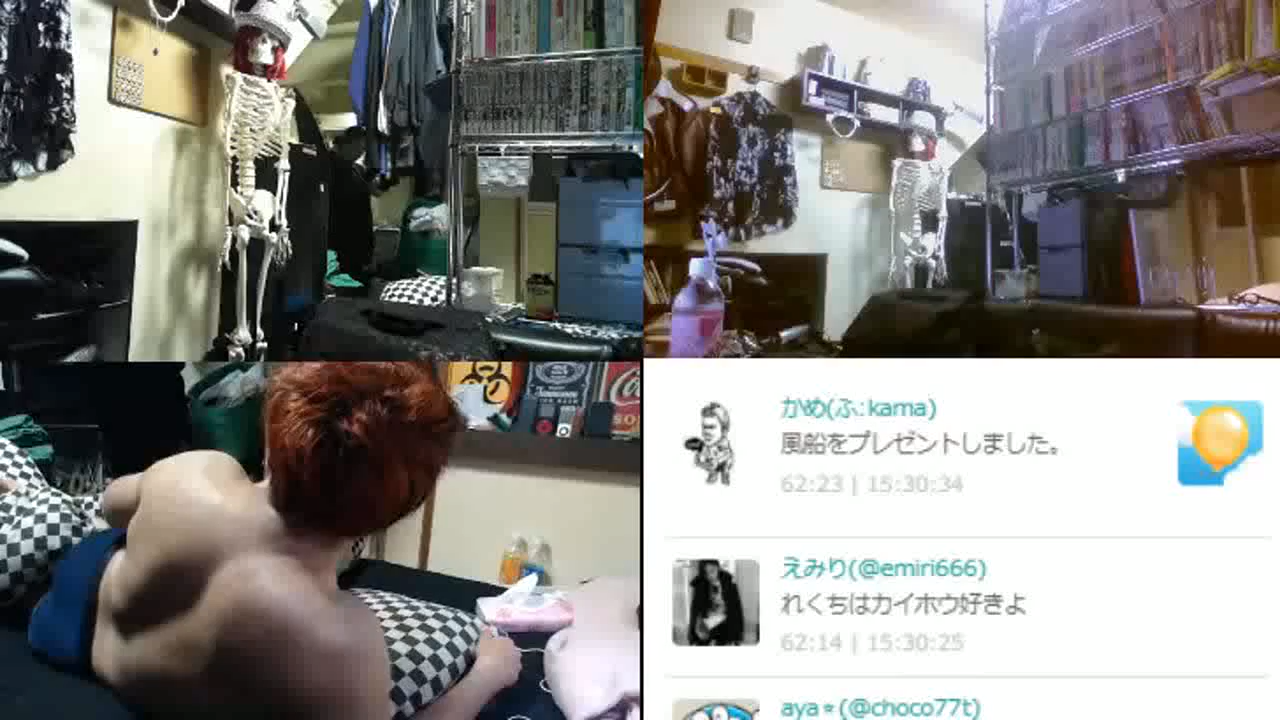 かめ(ふ:kama)
風船をプレゼントしました。
62:23 | 15:30:34
えみり(@emiri666)
れくちはカイホウ好きよ
62:14 | 15:30:25
aya*(@choco77t)